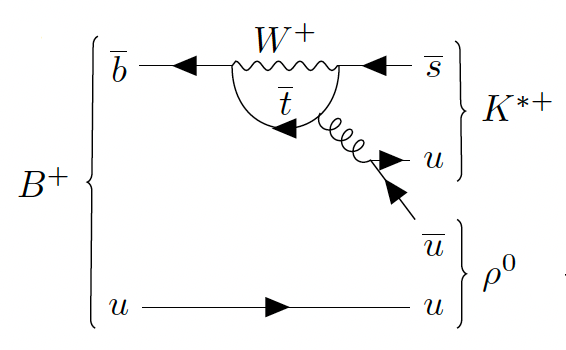 W⁺
b̅ s̅
t̅ K*⁺
u
B⁺
u̅
ρ⁰
u u